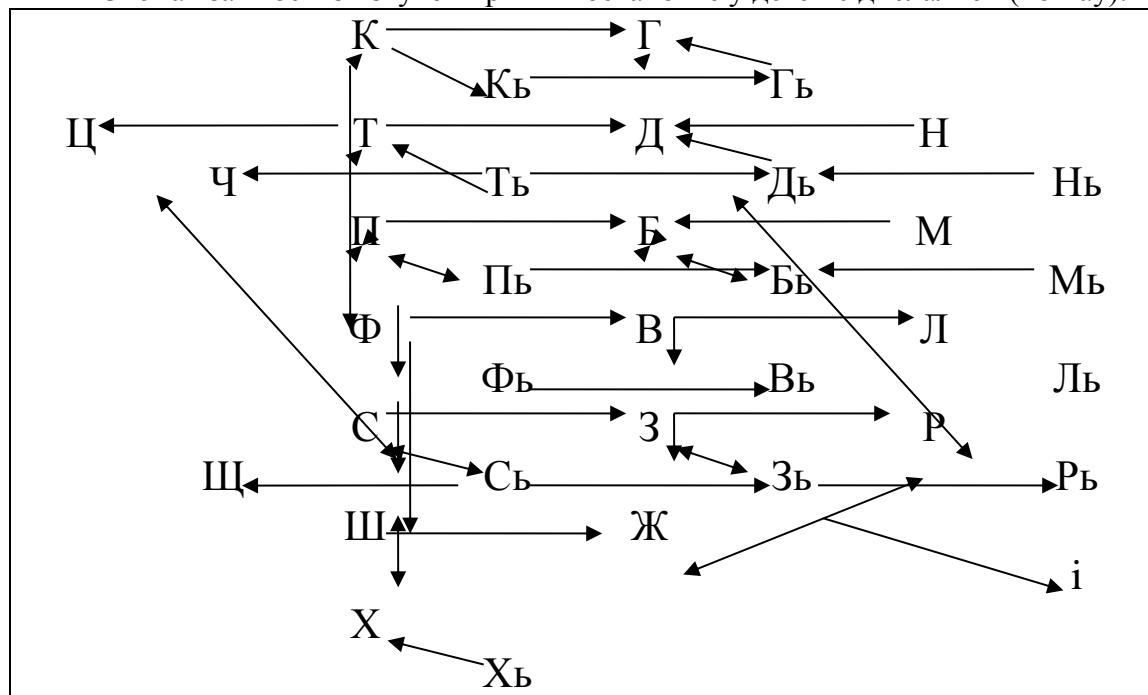 К Г
Кь Гь
Ц Т Д Н
Ч Ть Дь Нь
П Б М
Пь Бь Мь
Ф В Л
Фь Вь Ль
С З Р
Щ Сь Зь Рь
Ш Ж
і
Х
Хь